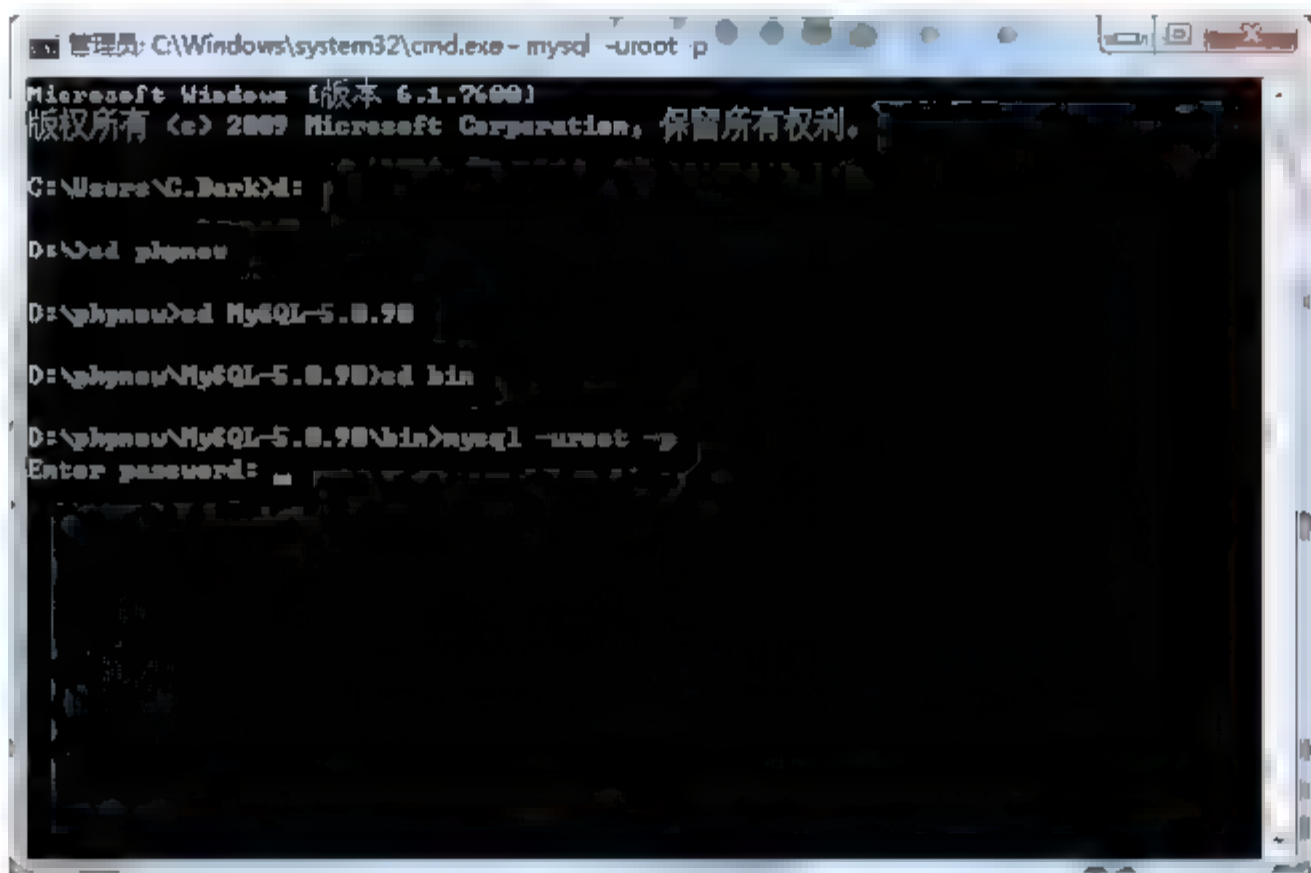 管理员: C:\Windows\system32\cmd.exe - mysql -uroot -p
Microsoft Windows [版本 6.1.7600]
版权所有 (c) 2009 Microsoft Corporation。保留所有权利。
C:\Users\C.Dark>d:
D:\>cd phpnow
D:\phpnow>cd MySQL-5.0.90
D:\phpnow\MySQL-5.0.90>cd bin
D:\phpnow\MySQL-5.0.90\bin>mysql -uroot -p
Enter password: